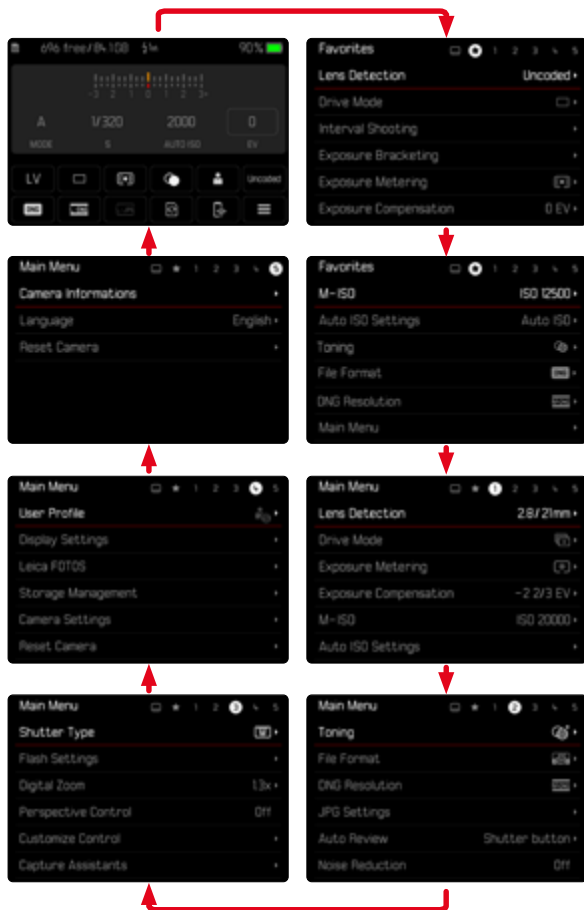 696 free/84.108 1m 90%
-3 2 1 0 1 2 3+
A 1/320 2000 0
MODE S AUTO ISO EV
LV Uncoded
DNG
Favorites 1 2 3 4 5
Lens Detection Uncoded
Drive Mode
Interval Shooting
Exposure Bracketing
Exposure Metering
Exposure Compensation 0 EV
Favorites 1 2 3 4 5
M-ISO ISO 12500
Auto ISO Settings Auto ISO
Toning
File Format DNG
DNG Resolution
Main Menu
Main Menu 1 2 3 4 5
Lens Detection 2.8/21mm
Drive Mode
Exposure Metering
Exposure Compensation -2 2/3 EV
M-ISO ISO 20000
Auto ISO Settings
Main Menu 1 2 3 4 5
Toning
File Format
DNG Resolution
JPG Settings
Auto Review Shutter button
Noise Reduction Off
Main Menu 1 2 3 4 5
Shutter Type
Flash Settings
Digital Zoom 1.3x
Perspective Control Off
Customize Control
Capture Assistants
Main Menu 1 2 3 4 5
User Profile
Display Settings
Leica FOTOS
Storage Management
Camera Settings
Reset Camera
Main Menu 1 2 3 4 5
Camera Informations
Language English
Reset Camera